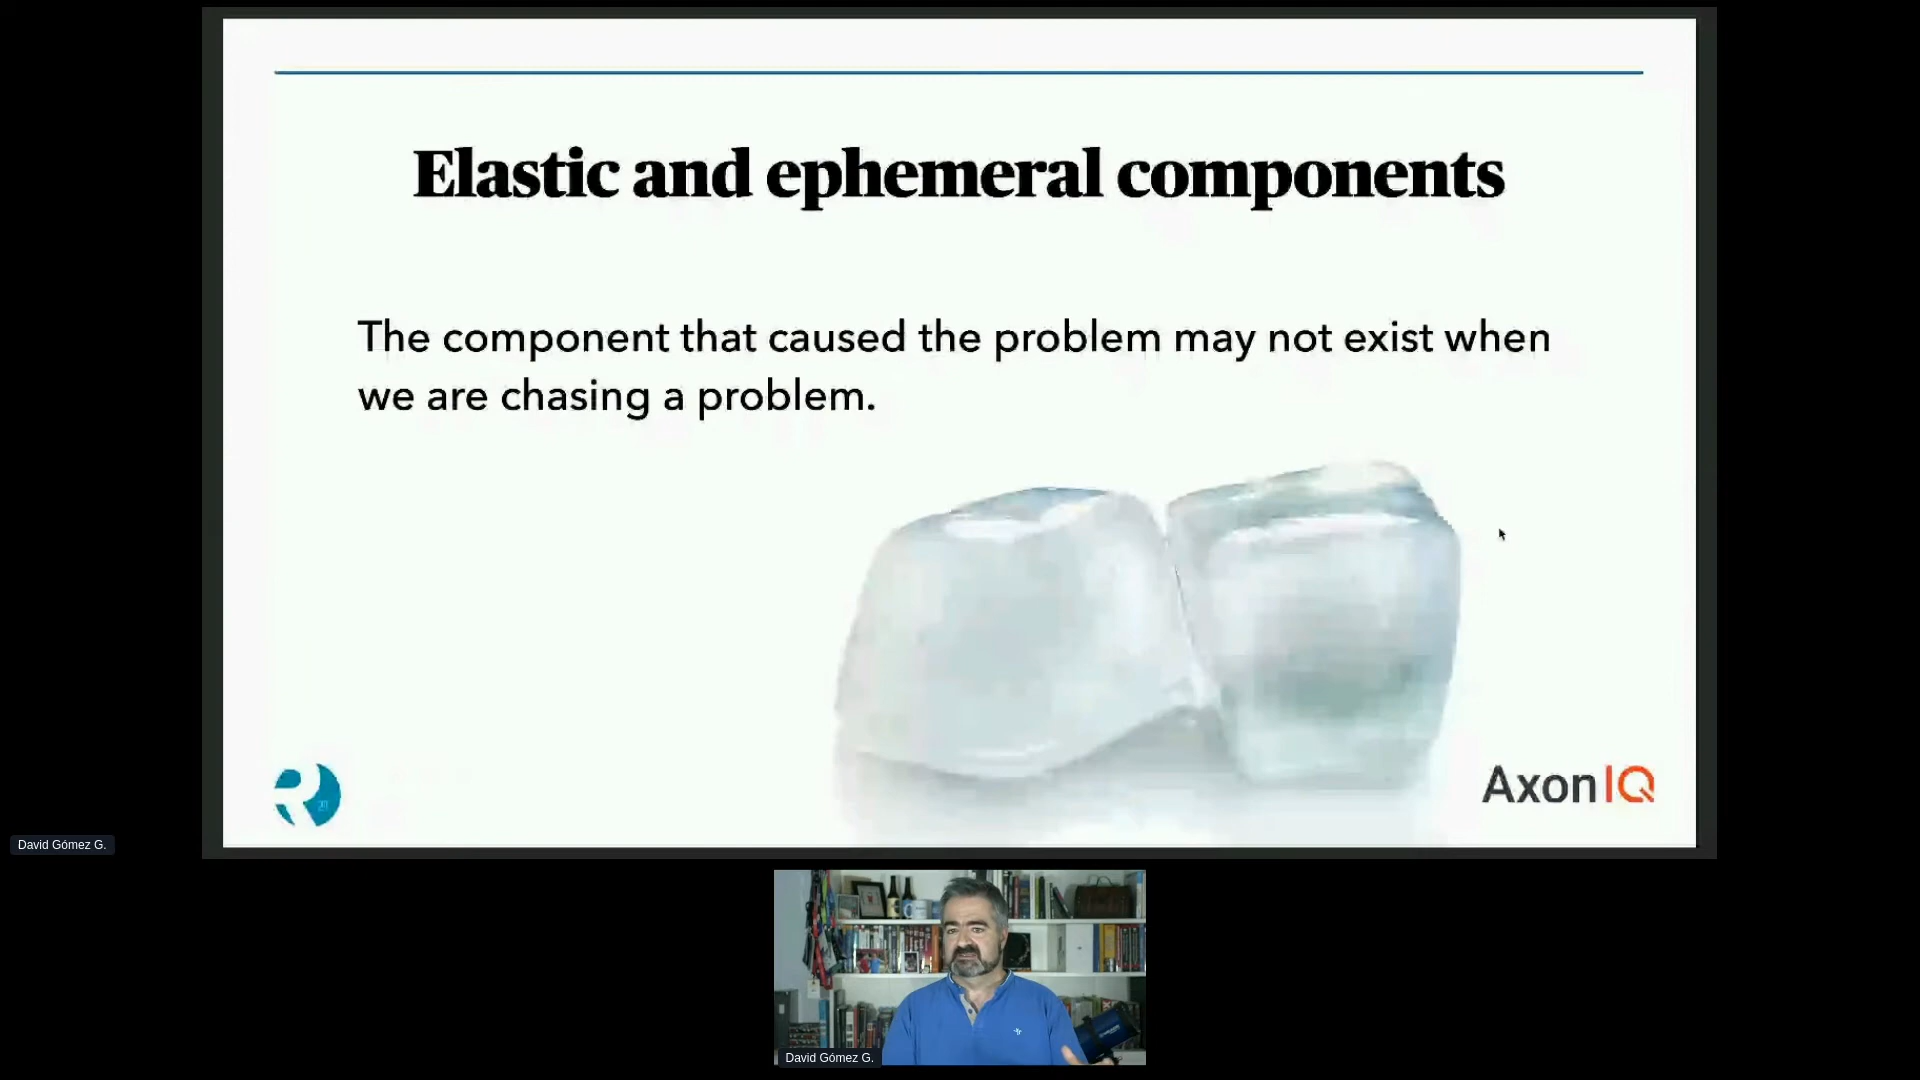 Elastic and ephemeral components
The component that caused the problem may not exist when
we are chasing a problem.
AxonIQ
David Gómez G.
David Gómez G.